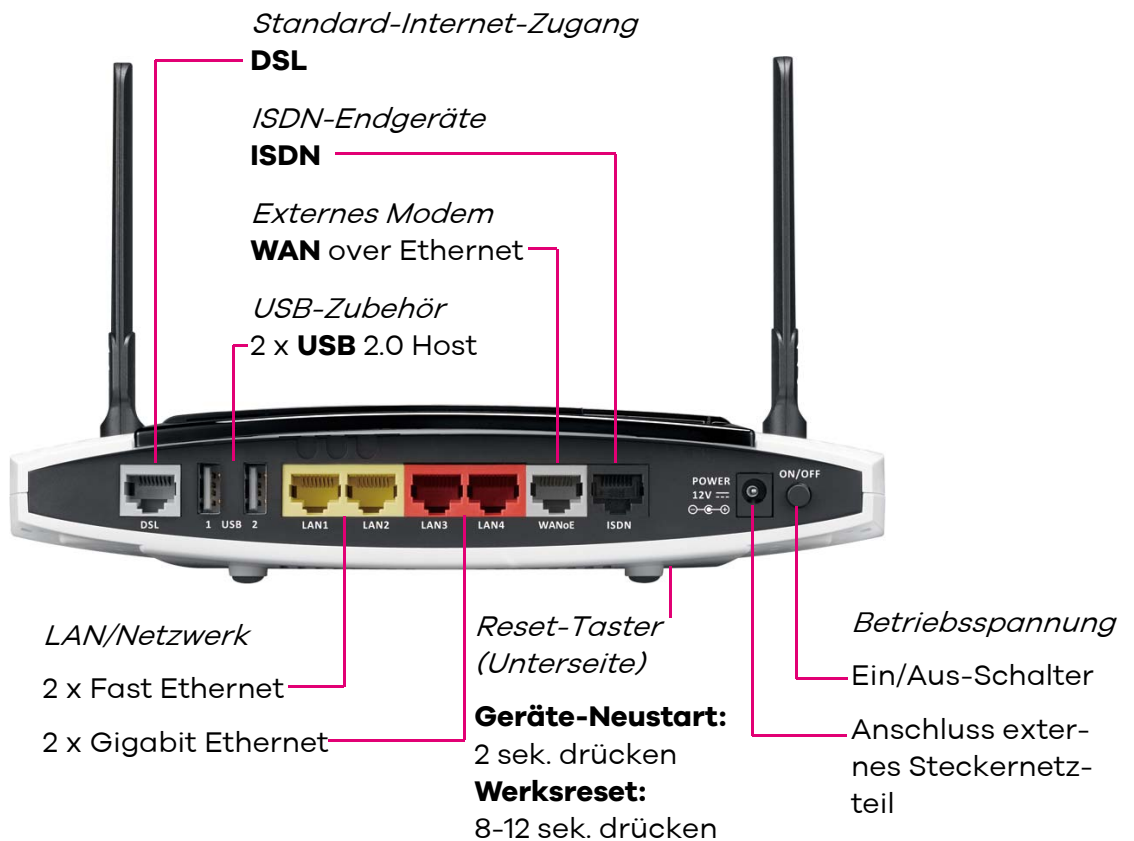 Standard-Internet-Zugang
DSL
ISDN-Endgeräte
ISDN
Externes Modem
WAN over Ethernet
USB-Zubehör
2 x USB 2.0 Host
DSL
1 USB 2
LAN1
LAN2
LAN3
LAN4
WANoE
ISDN
POWER
12V
ON/OFF
LAN/Netzwerk
2 x Fast Ethernet
2 x Gigabit Ethernet
Reset-Taster
(Unterseite)
Geräte-Neustart:
2 sek. drücken
Werksreset:
8-12 sek. drücken
Betriebsspannung
Ein/Aus-Schalter
Anschluss exter-
nes Steckernetz-
teil